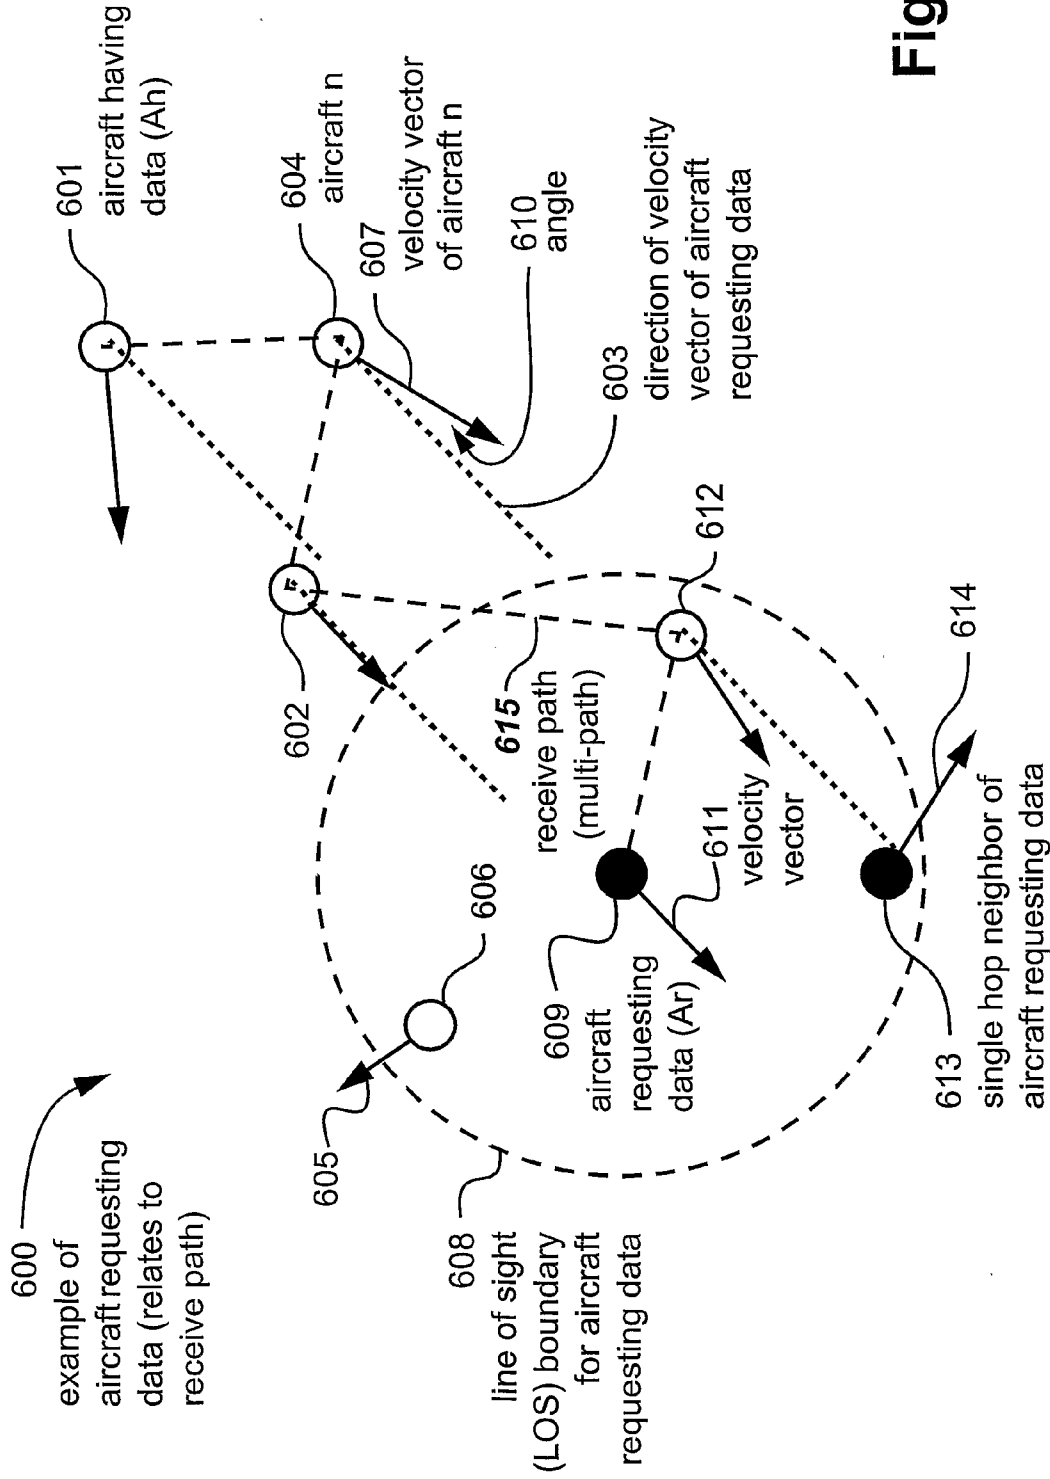 600
example of
aircraft requesting
data (relates to
receive path)
601
aircraft having
data (Ah)
604
aircraft n
607
velocity vector
of aircraft n
610
angle
603
direction of velocity
vector of aircraft
requesting data
602
615
receive path
(multi-path)
612
606
605
608
line of sight
(LOS) boundary
for aircraft
requesting data
609
aircraft
requesting
data (Ar)
611
velocity
vector
614
613
single hop neighbor of
aircraft requesting data
Fig